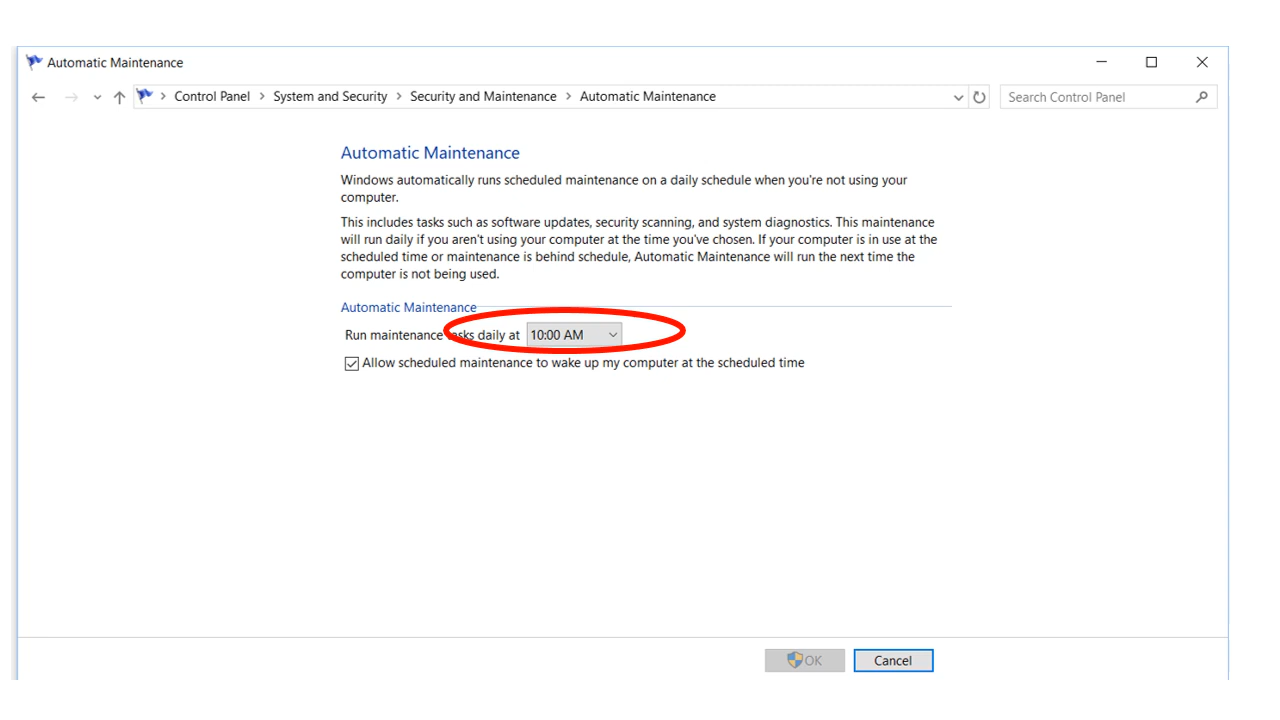 Automatic Maintenance
Control Panel > System and Security > Security and Maintenance > Automatic Maintenance
Search Control Panel
Automatic Maintenance
Windows automatically runs scheduled maintenance on a daily schedule when you're not using your
computer.
This includes tasks such as software updates, security scanning, and system diagnostics. This maintenance
will run daily if you aren't using your computer at the time you've chosen. If your computer is in use at the
scheduled time or maintenance is behind schedule, Automatic Maintenance will run the next time the
computer is not being used.
Automatic Maintenance
Run maintenance tasks daily at 10:00 AM
Allow scheduled maintenance to wake up my computer at the scheduled time
OK Cancel